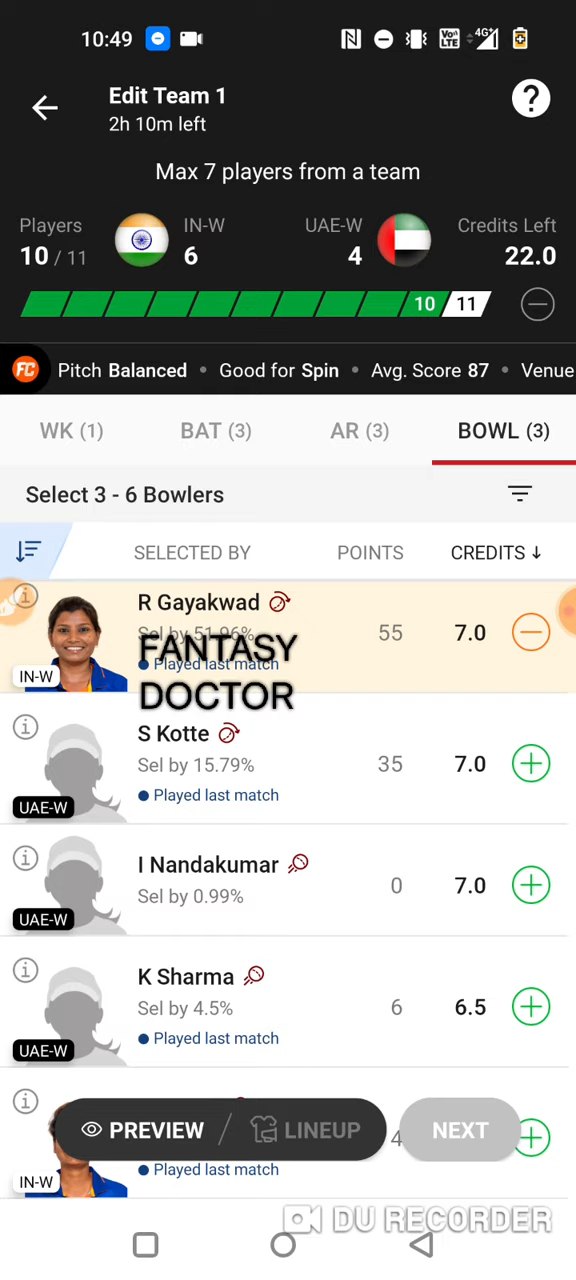 10:49
VoLTE 4G+
Edit Team 1
2h 10m left
?
Max 7 players from a team
Players IN-W UAE-W Credits Left
10 / 11 6 4 22.0
10 11
FC Pitch Balanced • Good for Spin • Avg. Score 87 • Venue
WK (1) BAT (3) AR (3) BOWL (3)
Select 3 - 6 Bowlers
SELECTED BY POINTS CREDITS ↓
R Gayakwad
Sel by 51.96% 55 7.0
Played last match
IN-W
FANTASY
DOCTOR
S Kotte
Sel by 15.79% 35 7.0
Played last match
UAE-W
I Nandakumar
Sel by 0.99% 0 7.0
UAE-W
K Sharma
Sel by 4.5% 6 6.5
Played last match
UAE-W
PREVIEW / LINEUP 4 NEXT
Played last match
IN-W
DU RECORDER